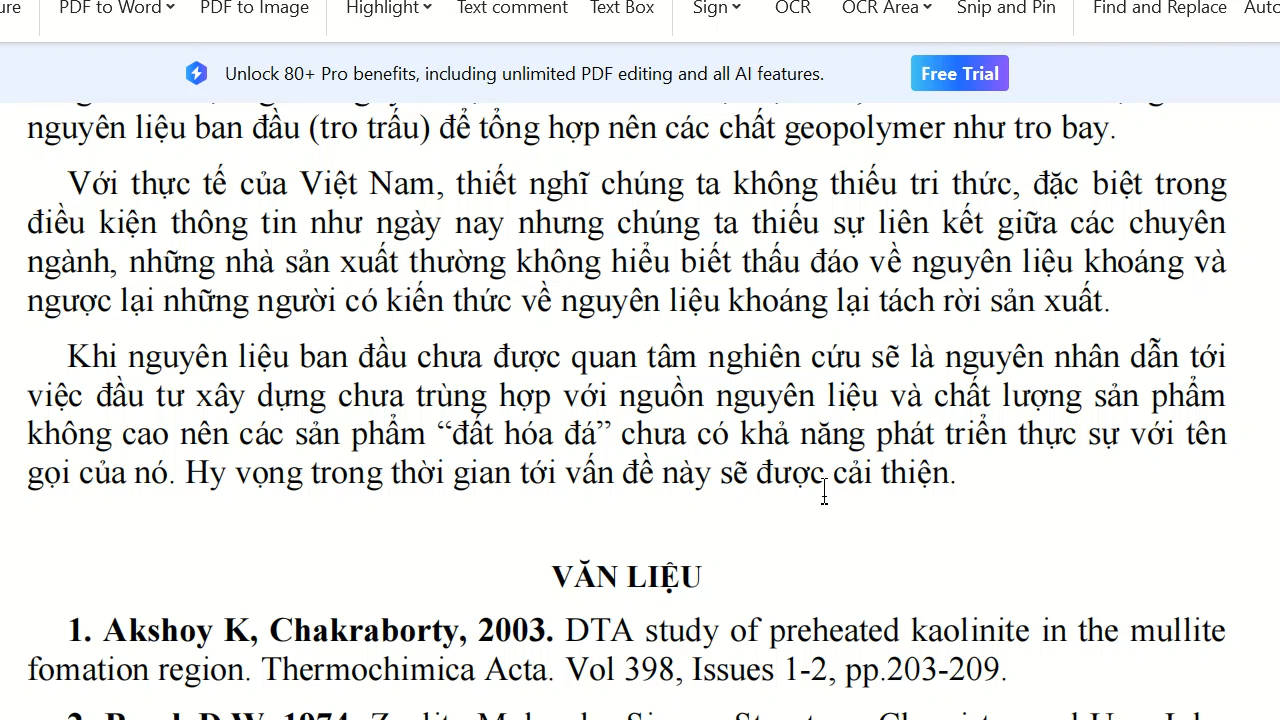 PDF to Word PDF to Image Highlight Text comment Text Box Sign OCR OCR Area Snip and Pin Find and Replace
Unlock 80+ Pro benefits, including unlimited PDF editing and all AI features. Free Trial
nguyên liệu ban đầu (tro trấu) để tổng hợp nên các chất geopolymer như tro bay.
Với thực tế của Việt Nam, thiết nghĩ chúng ta không thiếu tri thức, đặc biệt trong
điều kiện thông tin như ngày nay nhưng chúng ta thiếu sự liên kết giữa các chuyên
ngành, những nhà sản xuất thường không hiểu biết thấu đáo về nguyên liệu khoáng và
ngược lại những người có kiến thức về nguyên liệu khoáng lại tách rời sản xuất.
Khi nguyên liệu ban đầu chưa được quan tâm nghiên cứu sẽ là nguyên nhân dẫn tới
việc đầu tư xây dựng chưa trùng hợp với nguồn nguyên liệu và chất lượng sản phẩm
không cao nên các sản phẩm “đất hóa đá” chưa có khả năng phát triển thực sự với tên
gọi của nó. Hy vọng trong thời gian tới vấn đề này sẽ được cải thiện.
VĂN LIỆU
1. Akshoy K, Chakraborty, 2003. DTA study of preheated kaolinite in the mullite
fomation region. Thermochimica Acta. Vol 398, Issues 1-2, pp.203-209.